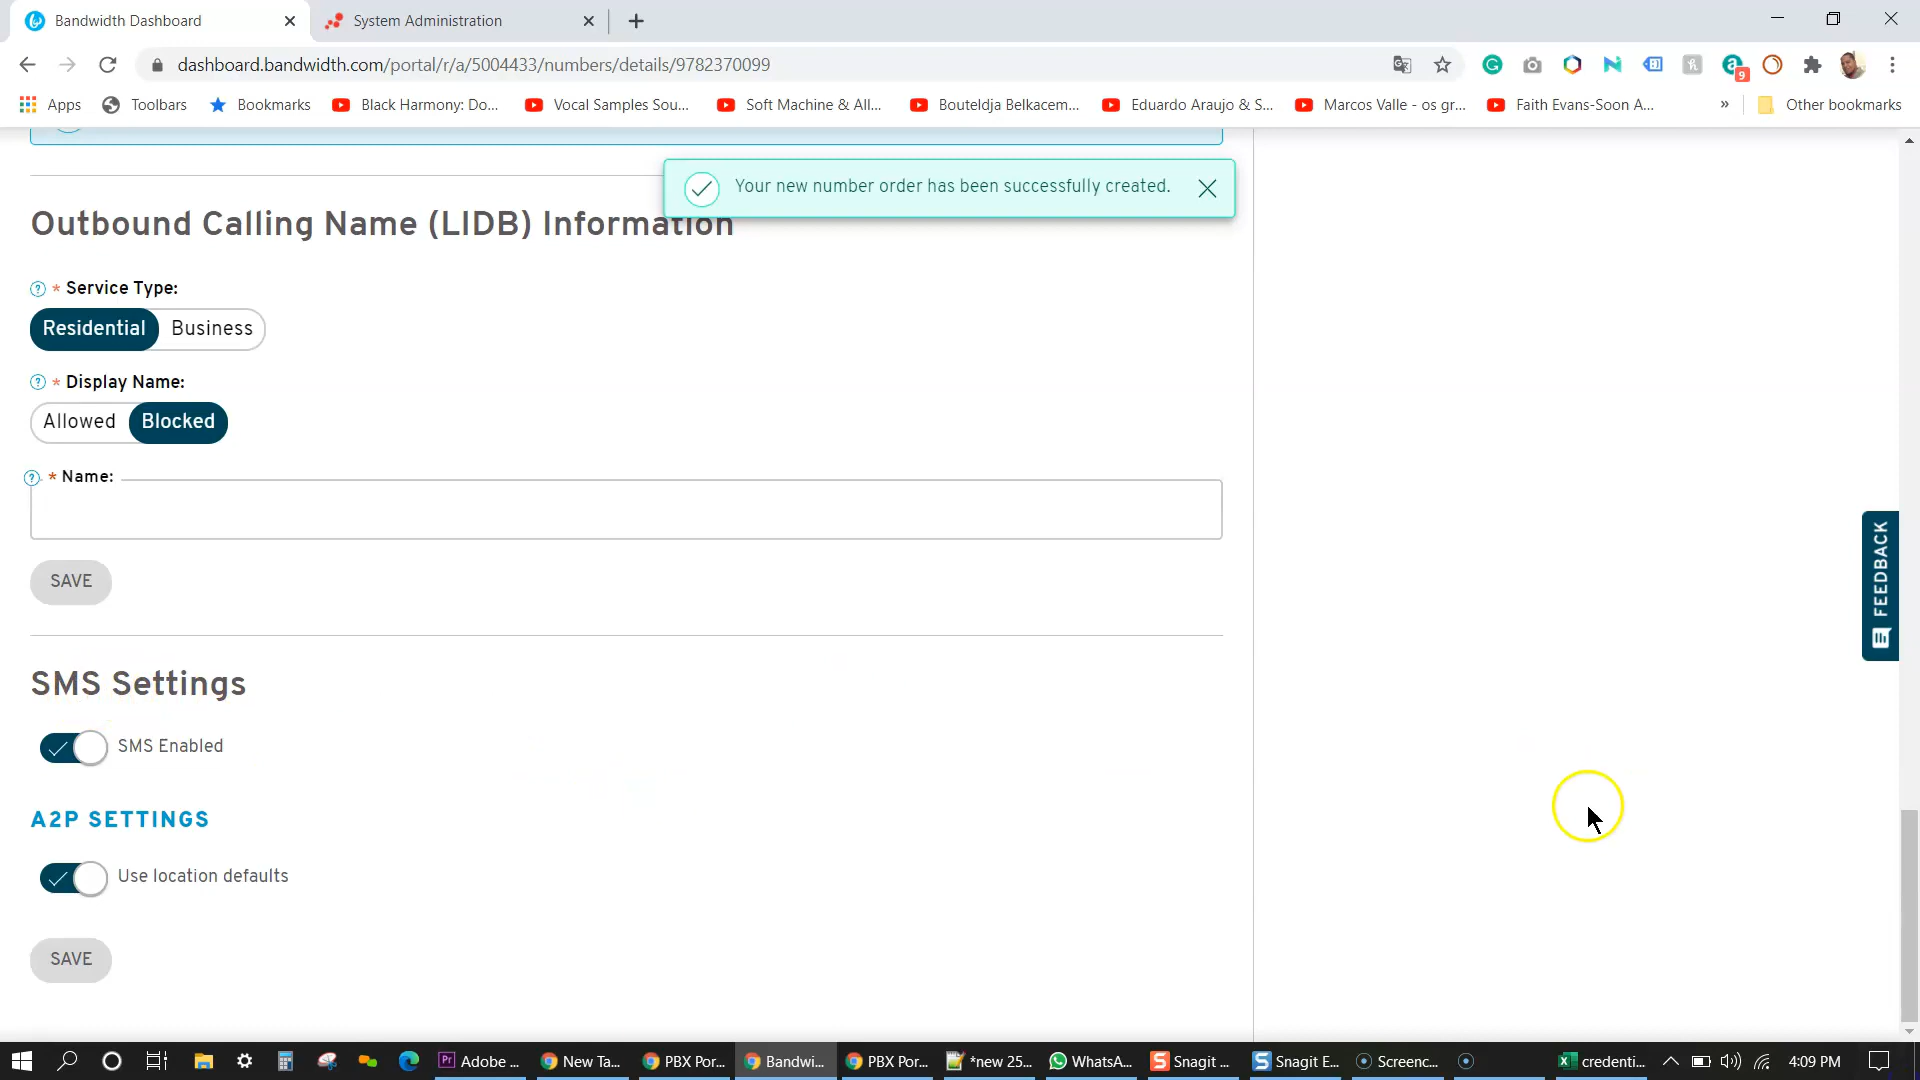 Bandwidth Dashboard
System Administration
dashboard.bandwidth.com/portal/r/a/5004433/numbers/details/9782370099
9
Apps
Toolbars
Bookmarks
Black Harmony: Do...
Vocal Samples Sou...
Soft Machine & All...
Bouteldja Belkacem...
Eduardo Araujo & S...
Marcos Valle - os gr...
Faith Evans-Soon A...
»
Other bookmarks
Your new number order has been successfully created.
Outbound Calling Name (LIDB) Information
? * Service Type:
Residential Business
? * Display Name:
Allowed Blocked
? * Name:
SAVE
SMS Settings
SMS Enabled
A2P SETTINGS
Use location defaults
SAVE
FEEDBACK
Adobe ...
New Ta...
PBX Por...
Bandwi...
PBX Por...
*new 25...
WhatsA...
Snagit ...
Snagit E...
Screenc...
credenti...
4:09 PM